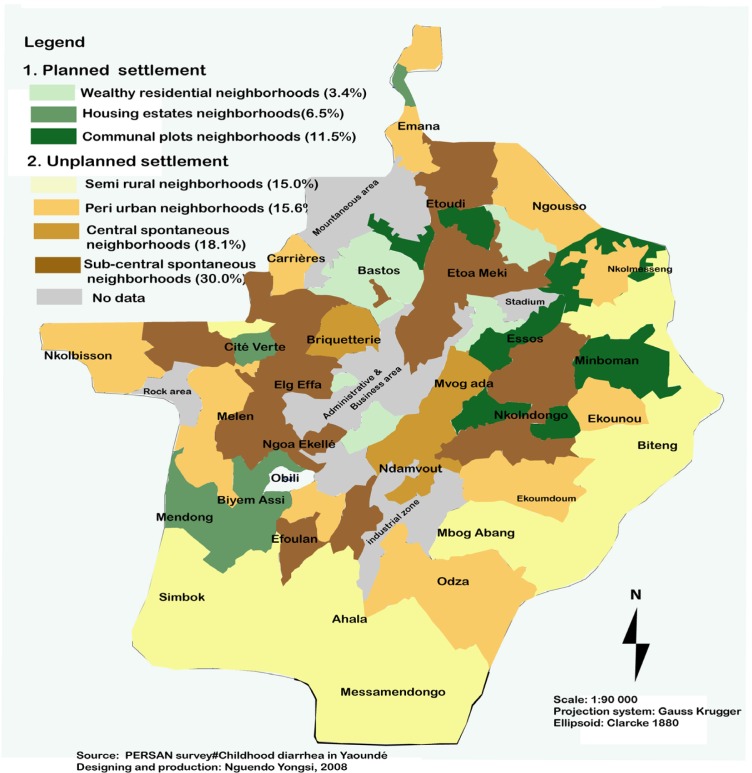 Legend
1. Planned settlement
Wealthy residential neighborhoods (3.4%)
Housing estates neighborhoods(6.5%)
Communal plots neighborhoods (11.5%)
2. Unplanned settlement
Semi rural neighborhoods (15.0%)
Peri urban neighborhoods (15.6%
Central spontaneous
neighborhoods (18.1%)
Sub-central spontaneous
neighborhoods (30.0%)
No data
Emana
Mountaneous area
Etoudi
Ngousso
Carrières
Bastos
Etoa Meki
Nkolmesseng
Stadium
Nkolbisson
Cité Verte
Briquetterie
Essos
Minboman
Rock area
Elg Effa
Administrative &
Business area
Mvog ada
Melen
Nkolndongo
Ekounou
Ngoa Ekellé
Biteng
Obili
Ndamvout
Biyem Assi
Ekoumdoum
Mendong
industrial zone
Efoulan
Mbog Abang
Odza
Simbok
Ahala
Messamendongo
N
Scale: 1:90 000
Projection system: Gauss Krugger
Ellipsoid: Clarcke 1880
Source: PERSAN survey#Childhood diarrhea in Yaoundé
Designing and production: Nguendo Yongsi, 2008